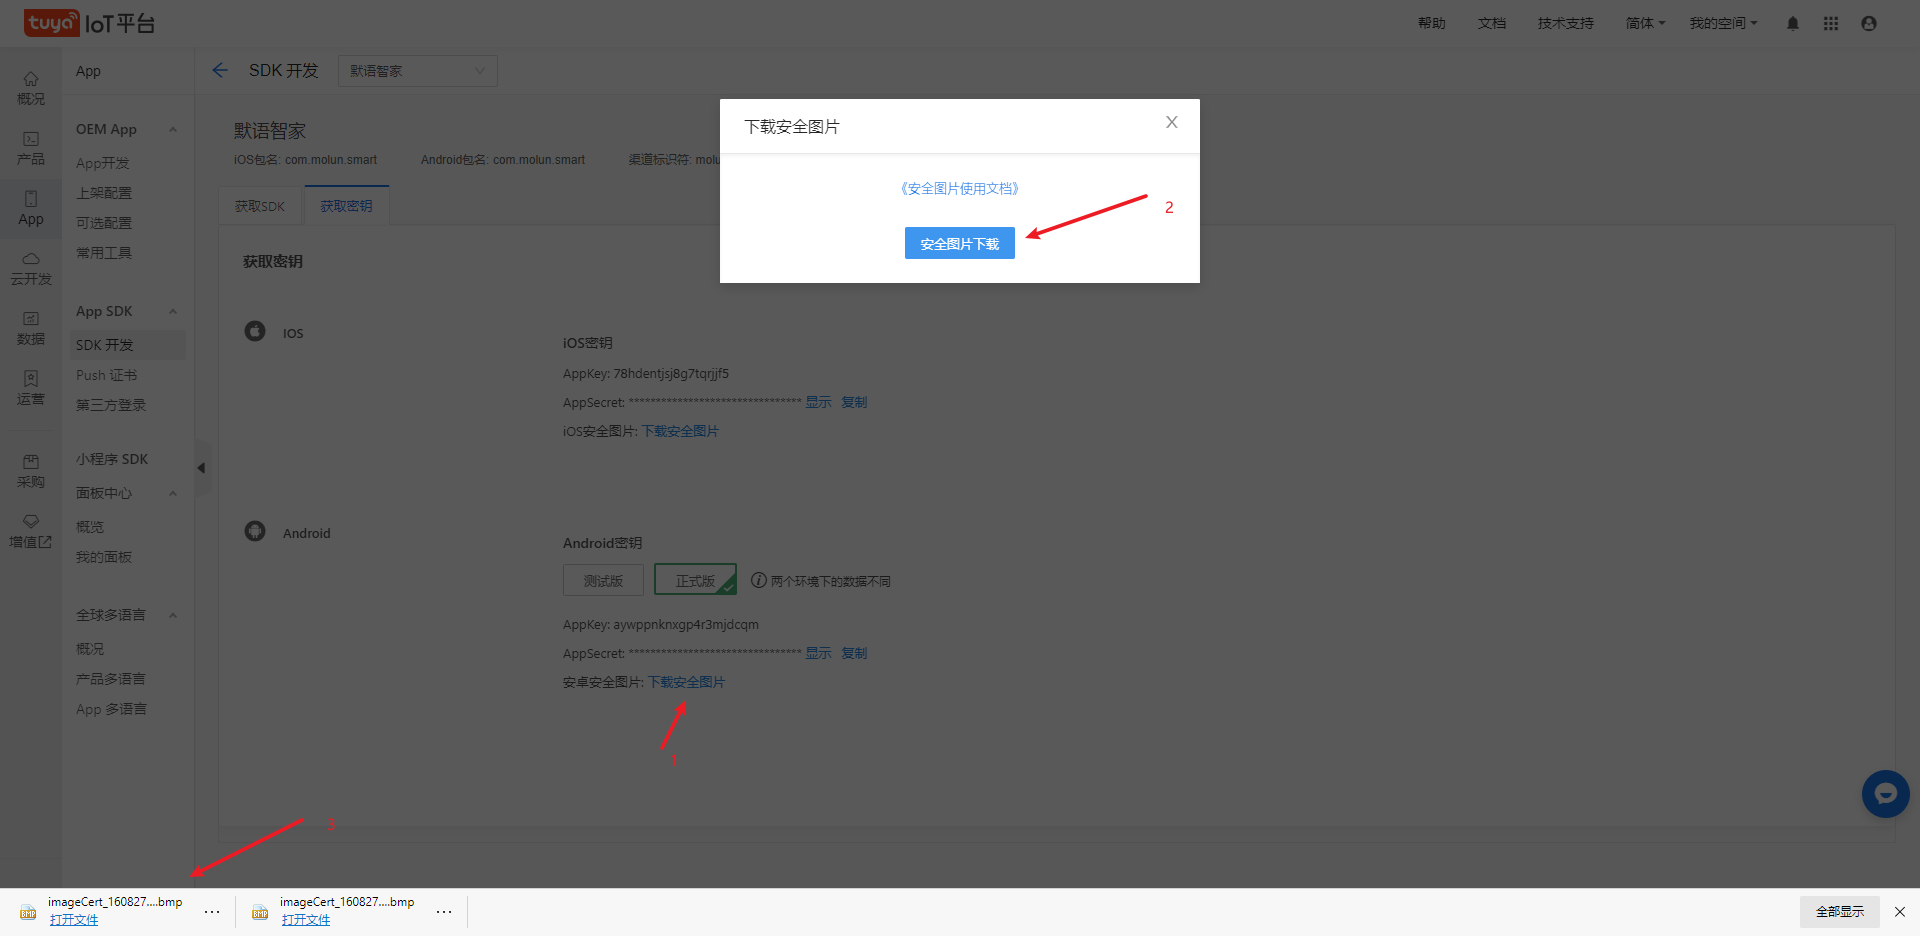 tuya IoT平台
帮助 文档 技术支持 简体 我的空间
概况
产品
App
云开发
数据
运营
采购
增值
App
OEM App
App开发
上架配置
可选配置
常用工具
App SDK
SDK 开发
Push 证书
第三方登录
小程序 SDK
面板中心
概览
我的面板
全球多语言
概况
产品多语言
App 多语言
SDK 开发 默语智家
默语智家
iOS包名: com.molun.smart Android包名: com.molun.smart 渠道标识符: molu
获取SDK 获取密钥
获取密钥
IOS
iOS密钥
AppKey: 78hdentjsj8g7tqrjjf5
AppSecret: ******************************** 显示 复制
iOS安全图片: 下载安全图片
Android
Android密钥
测试版 正式版 两个环境下的数据不同
AppKey: aywppnknxgp4r3mjdcqm
AppSecret: ******************************** 显示 复制
安卓安全图片: 下载安全图片
1
下载安全图片
《安全图片使用文档》
安全图片下载
2
3
imageCert_160827....bmp
打开文件
imageCert_160827....bmp
打开文件
全部显示